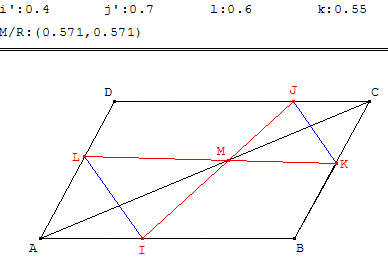 i':0.4 j':0.7 l:0.6 k:0.55
M/R:(0.571,0.571)
D J C
L M K
A I B